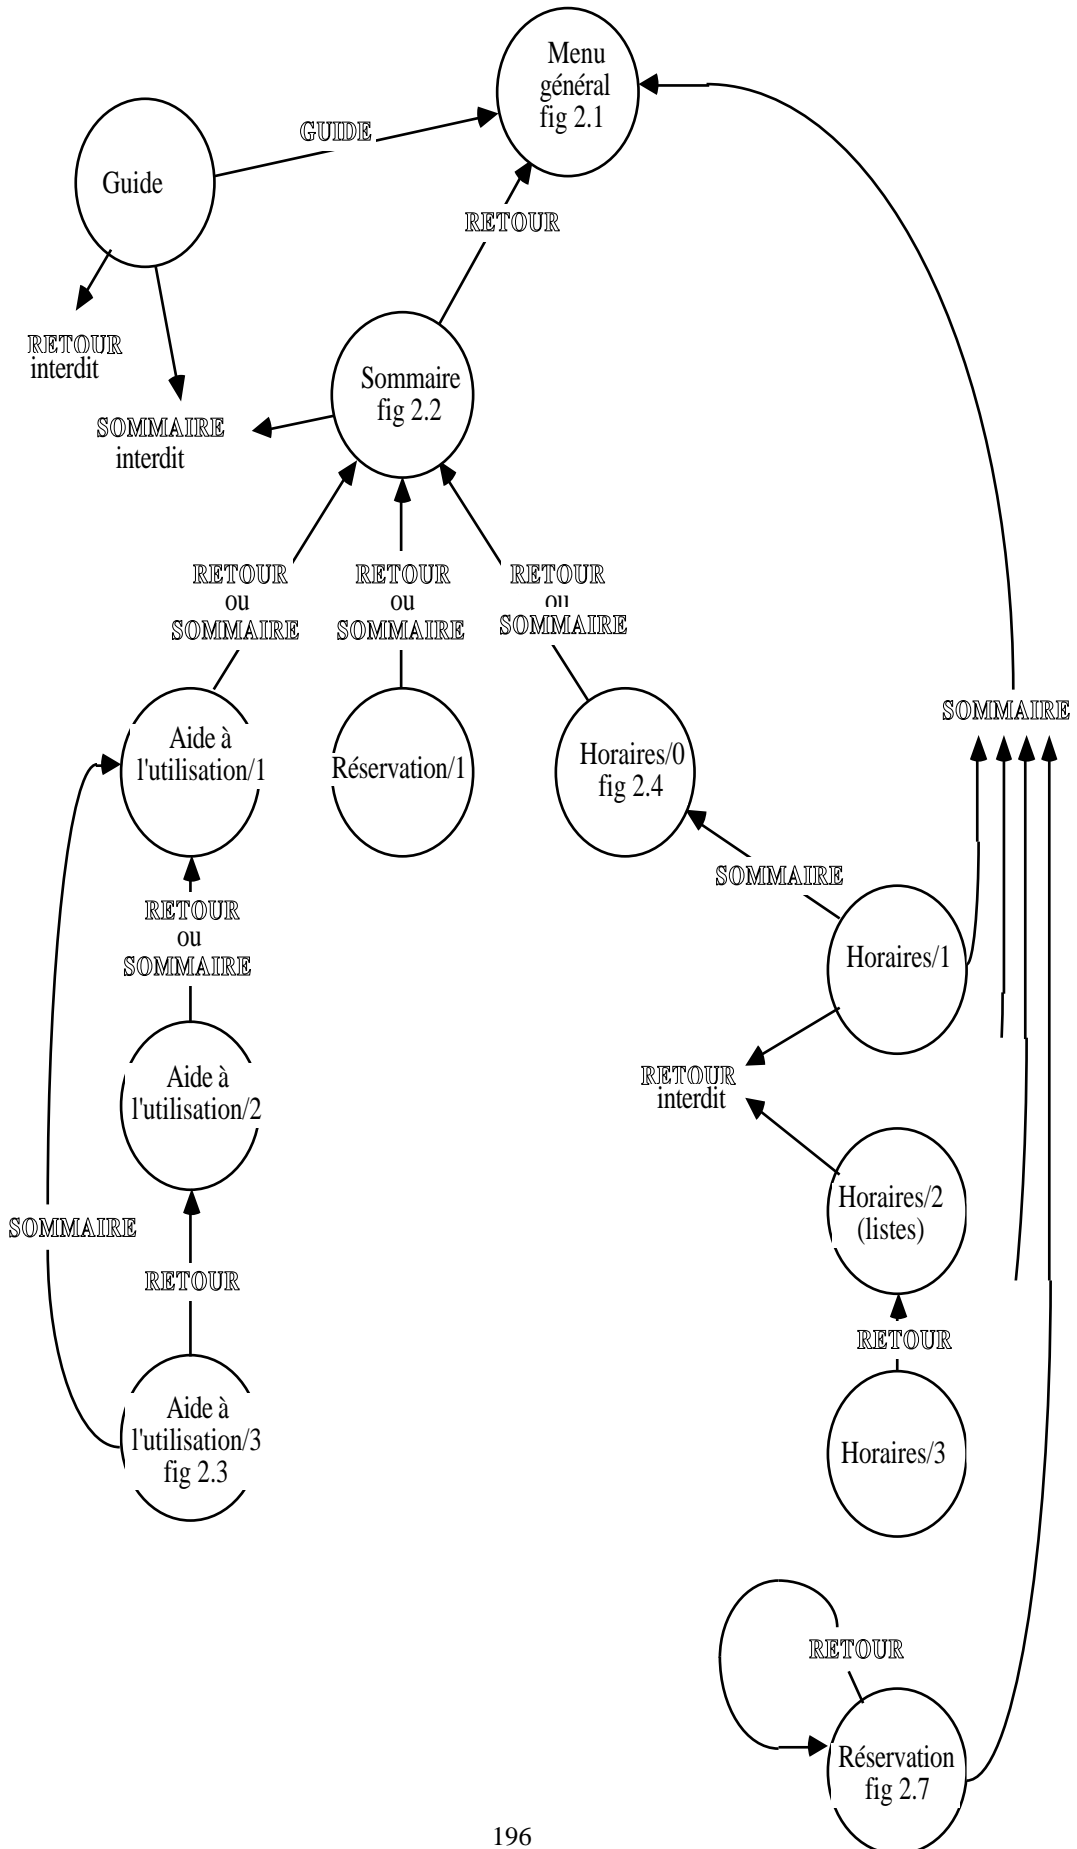 Menu
général
fig 2.1
GUIDE
Guide
RETOUR
RETOUR
interdit
Sommaire
fig 2.2
SOMMAIRE
interdit
RETOUR
ou
SOMMAIRE
RETOUR
ou
SOMMAIRE
RETOUR
ou
SOMMAIRE
SOMMAIRE
Aide à
l'utilisation/1
Réservation/1
Horaires/0
fig 2.4
SOMMAIRE
RETOUR
ou
SOMMAIRE
Horaires/1
Aide à
l'utilisation/2
RETOUR
interdit
Horaires/2
(listes)
SOMMAIRE
RETOUR
RETOUR
Aide à
l'utilisation/3
fig 2.3
Horaires/3
RETOUR
Réservation
fig 2.7
196